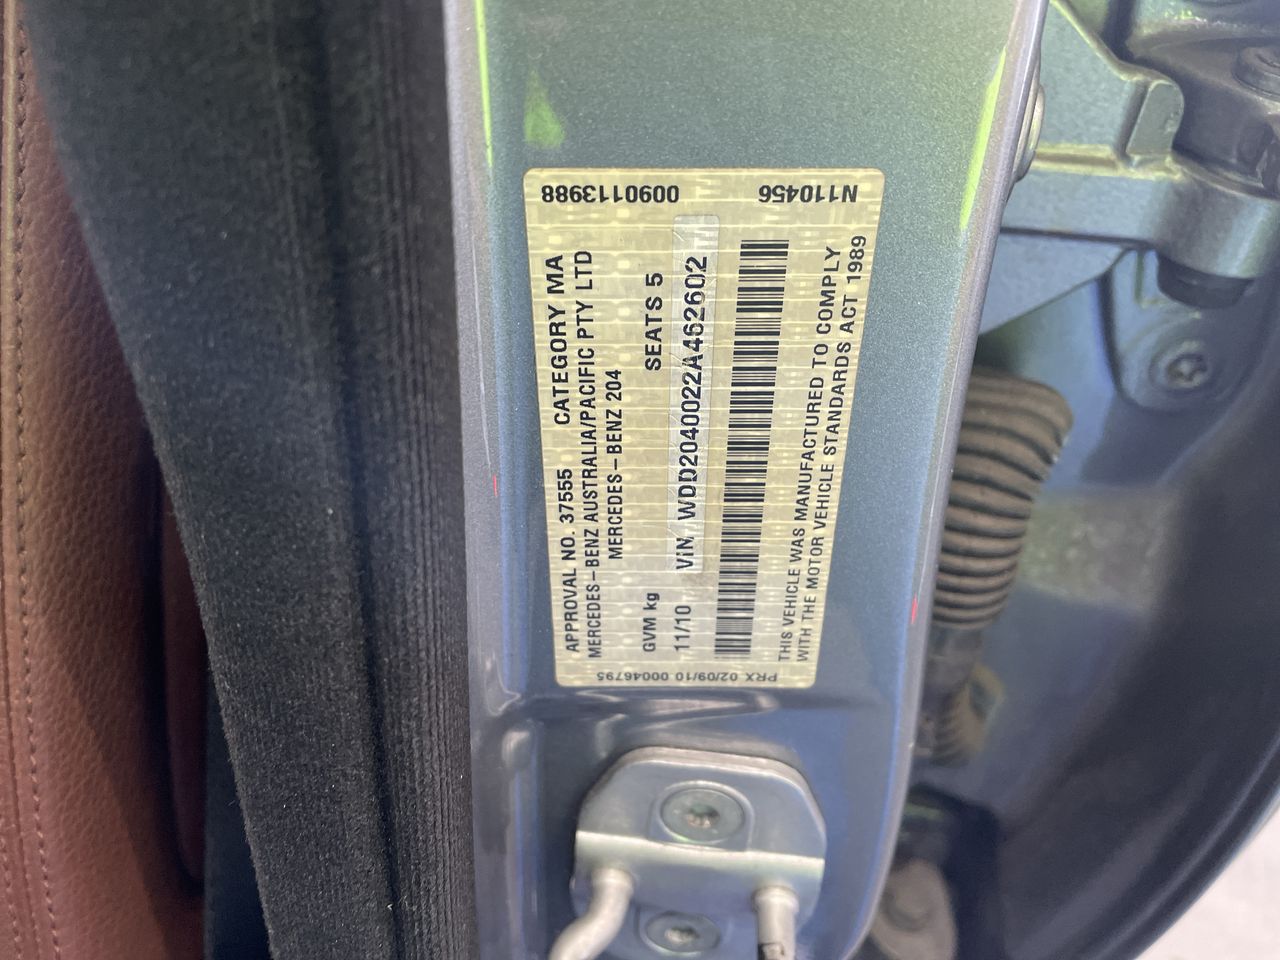 0090113988
N110456
APPROVAL NO. 37555 CATEGORY MA
MERCEDES-BENZ AUSTRALIA/PACIFIC PTY LTD
MERCEDES-BENZ 204
GVM kg SEATS 5
11/10 VIN WDD2040022A462602
THIS VEHICLE WAS MANUFACTURED TO COMPLY
WITH THE MOTOR VEHICLE STANDARDS ACT 1989
PRX 02/09/10 00046795